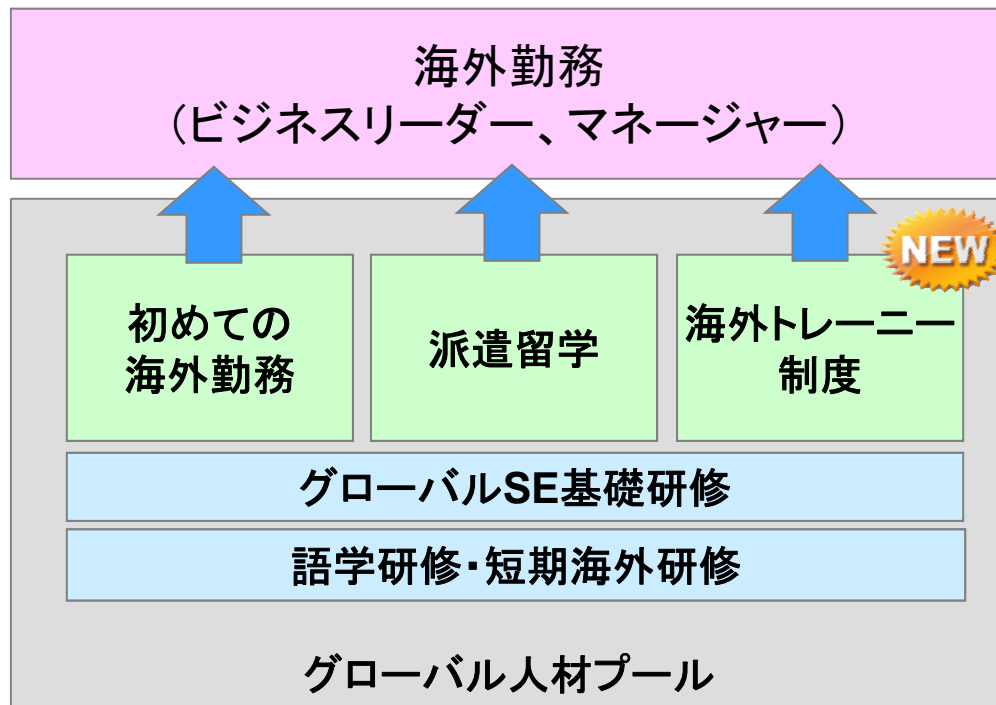 海外勤務
（ビジネスリーダー、マネージャー）
NEW
初めての
海外勤務
派遣留学
海外トレーニー
制度
グローバルSE基礎研修
語学研修・短期海外研修
グローバル人材プール